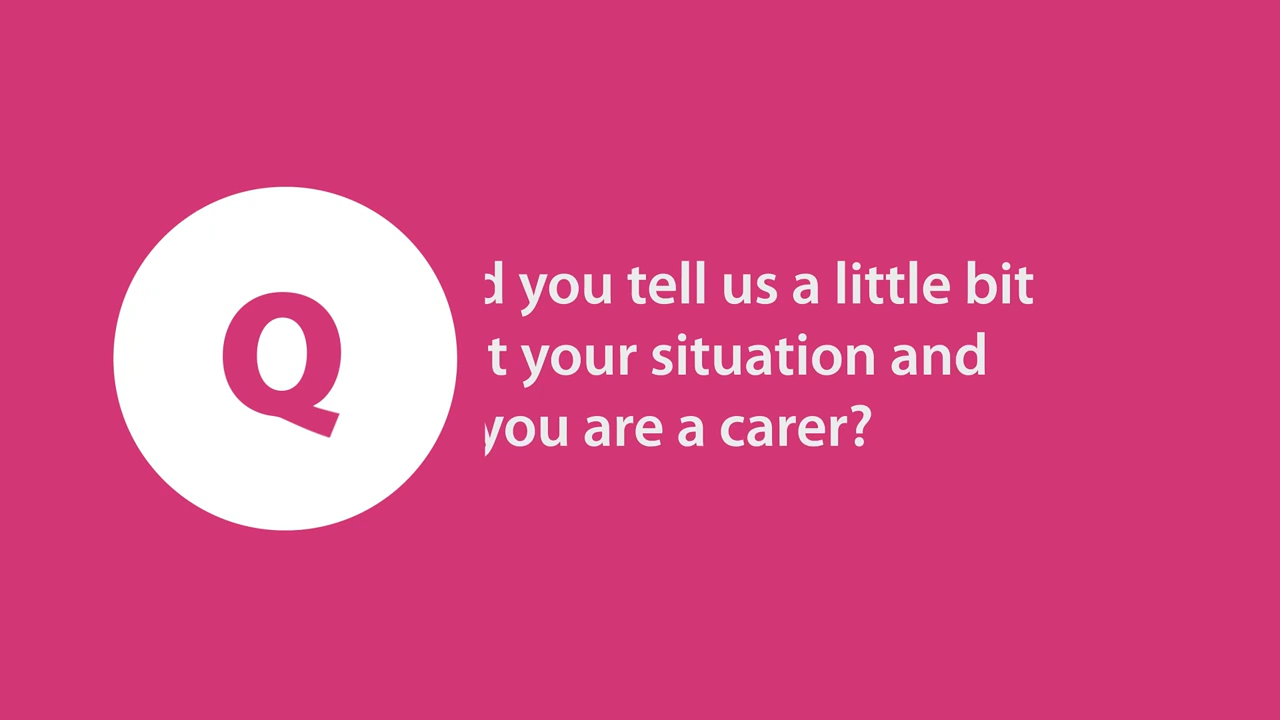 Q
d you tell us a little bit
t your situation and
you are a carer?